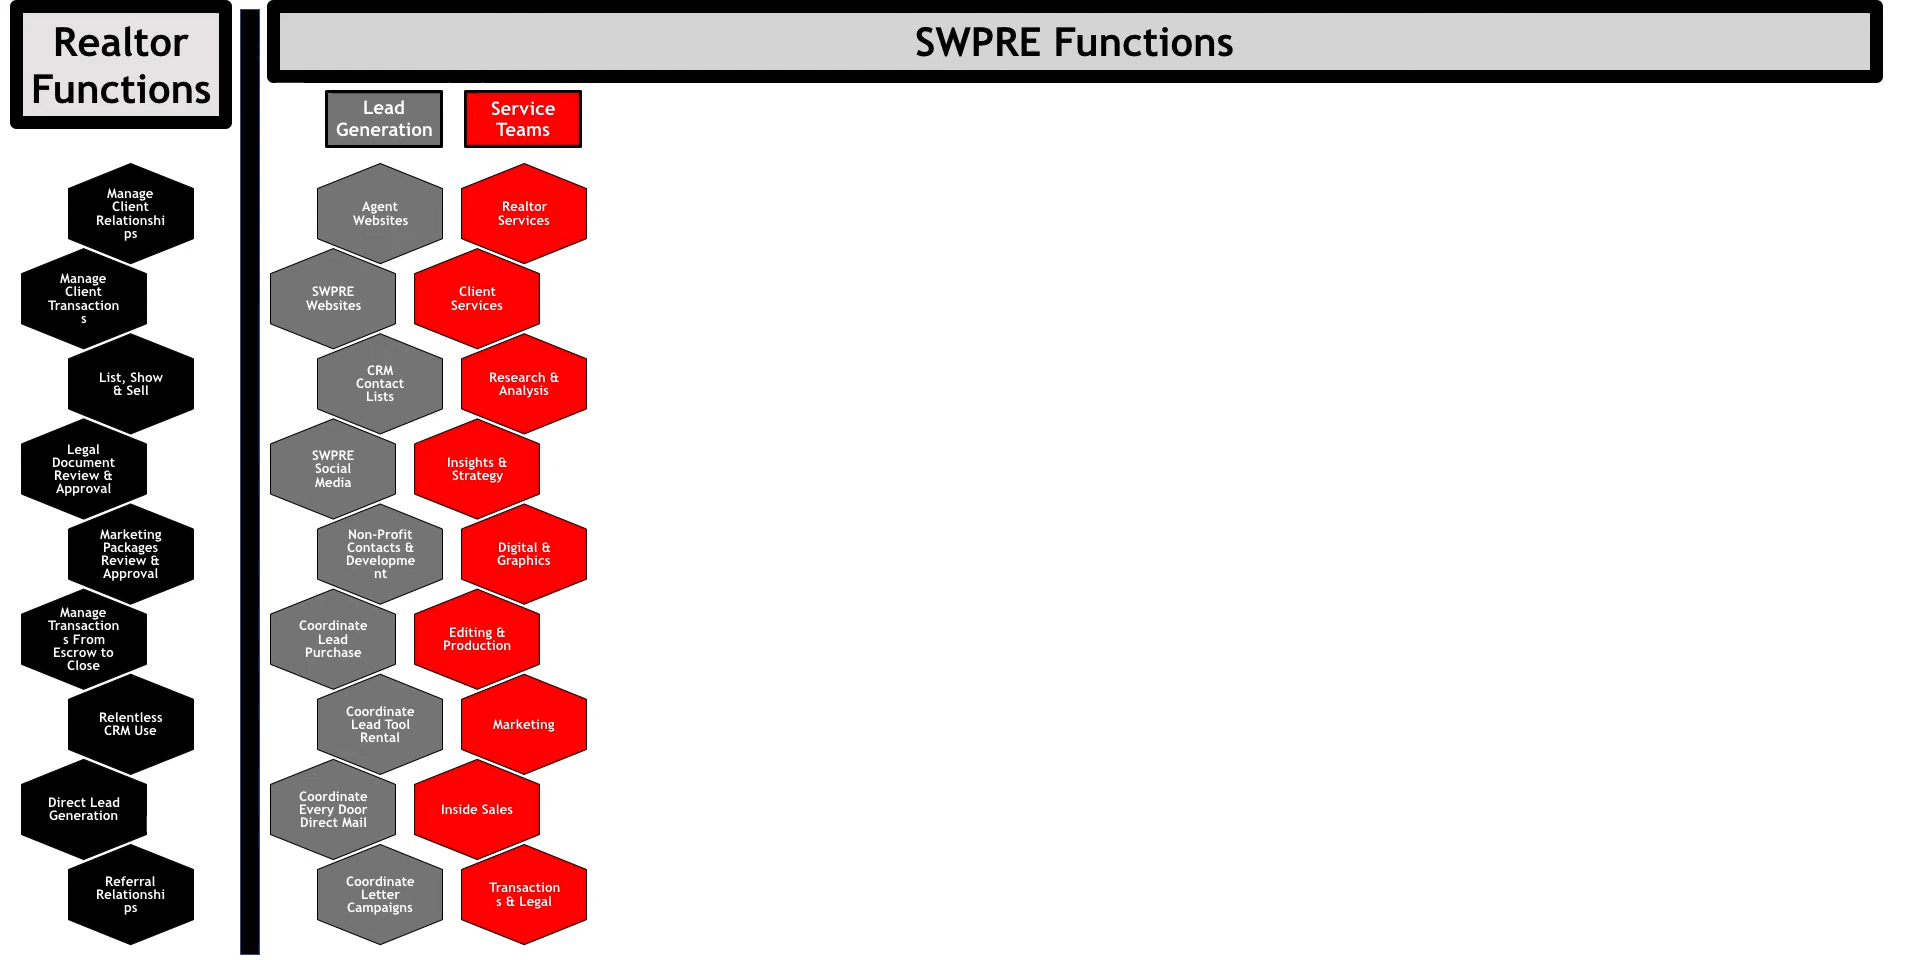 Realtor
Functions
SWPRE Functions
Lead
Generation
Service
Teams
Manage
Client
Relationshi
ps
Manage
Client
Transaction
s
List, Show
& Sell
Legal
Document
Review &
Approval
Marketing
Packages
Review &
Approval
Manage
Transaction
s From
Escrow to
Close
Relentless
CRM Use
Direct Lead
Generation
Referral
Relationshi
ps
Agent
Websites
SWPRE
Websites
CRM
Contact
Lists
SWPRE
Social
Media
Non-Profit
Contacts &
Developme
nt
Coordinate
Lead
Purchase
Coordinate
Lead Tool
Rental
Coordinate
Every Door
Direct Mail
Coordinate
Letter
Campaigns
Realtor
Services
Client
Services
Research &
Analysis
Insights &
Strategy
Digital &
Graphics
Editing &
Production
Marketing
Inside Sales
Transaction
s & Legal